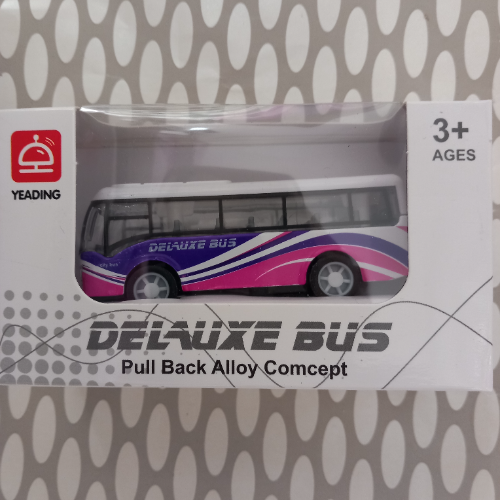 3+
AGES
YEADING
DELAUXE BUS
DELAUXE BUS
Pull Back Alloy Comcept